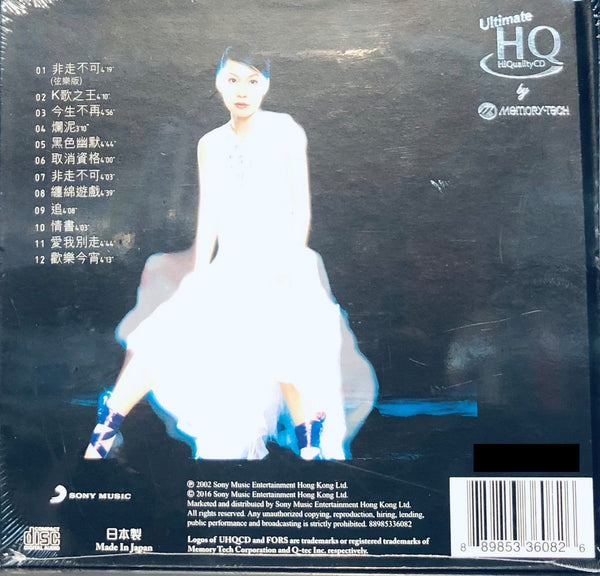 Ultimate
HQ
HiQualityCD
by
MEMORY-TECH
01 非走不可4'19"
(弦樂版)
02 K歌之王4'10"
03 今生不再4'56"
04 爛泥3'10"
05 黑色幽默4'44"
06 取消資格4'00"
07 非走不可4'03"
08 纏綿遊戲4'39"
09 追4'08"
10 情書4'03"
11 愛我別走4'44"
12 歡樂今宵4'13"
SONY MUSIC
℗ 2002 Sony Music Entertainment Hong Kong Ltd.
© 2016 Sony Music Entertainment Hong Kong Ltd.
Marketed and distributed by Sony Music Entertainment Hong Kong Ltd.
All rights reserved. Any unauthorized copying, reproduction, hiring, lending,
public performance and broadcasting is strictly prohibited. 88985336082
COMPACT
disc
DIGITAL AUDIO
日本製
Made In Japan
Logos of UHQCD and FORS are trademarks or registered trademarks of
Memory Tech Corporation and Q-tec Inc. respectively.
8 89853 36082 6